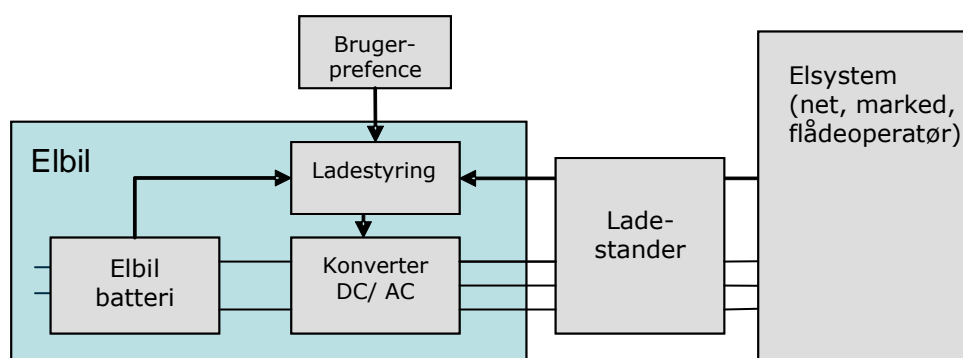 Bruger-
prefence
Elsystem
(net, marked,
flådeoperatør)
Elbil
Ladestyring
Lade-
stander
Elbil
batteri
Konverter
DC/ AC